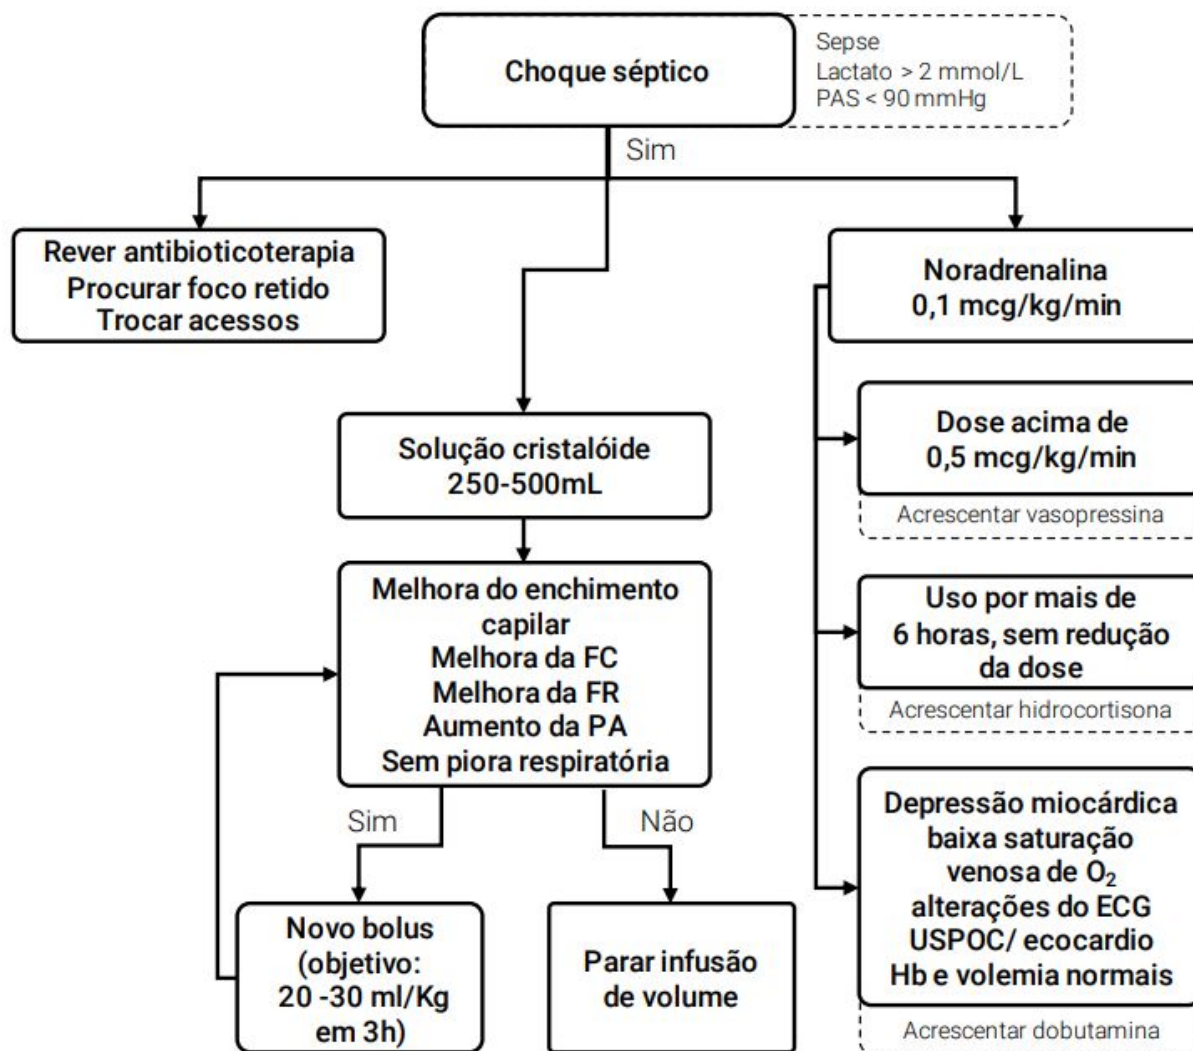 Choque séptico
Sepse
Lactato > 2 mmol/L
PAS < 90 mmHg
Sim
Rever antibioticoterapia
Procurar foco retido
Trocar acessos
Solução cristalóide
250-500mL
Melhora do enchimento
capilar
Melhora da FC
Melhora da FR
Aumento da PA
Sem piora respiratória
Sim
Não
Novo bolus
(objetivo:
20 -30 ml/Kg
em 3h)
Parar infusão
de volume
Noradrenalina
0,1 mcg/kg/min
Dose acima de
0,5 mcg/kg/min
Acrescentar vasopressina
Uso por mais de
6 horas, sem redução
da dose
Acrescentar hidrocortisona
Depressão miocárdica
baixa saturação
venosa de O₂
alterações do ECG
USPOC/ ecocardio
Hb e volemia normais
Acrescentar dobutamina